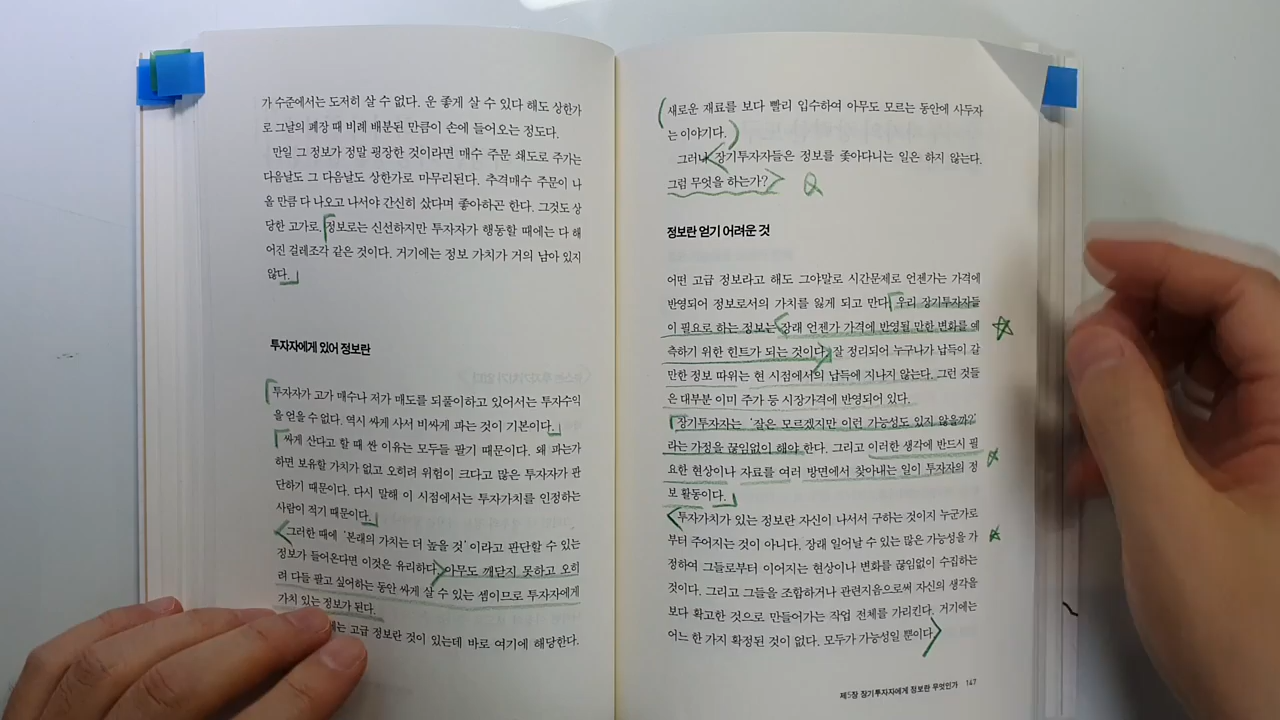 가 수준에서는 도저히 살 수 없다. 운 좋게 살 수 있다 해도 상한가
로 그날의 폐장 때 비례 배분된 만큼이 손에 들어오는 정도다.
만일 그 정보가 정말 굉장한 것이라면 매수 주문 쇄도로 주가는
다음날도 그 다음날도 상한가로 마무리된다. 추격매수 주문이 나
올 만큼 다 나오고 나서야 간신히 샀다며 좋아하곤 한다. 그것도 상
당한 고가로. 정보로는 신선하지만 투자자가 행동할 때에는 다 해
어진 걸레조각 같은 것이다. 거기에는 정보 가치가 거의 남아 있지
않다.
투자자에게 있어 정보란
투자자가 고가 매수나 저가 매도를 되풀이하고 있어서는 투자수익
을 얻을 수 없다. 역시 싸게 사서 비싸게 파는 것이 기본이다.
싸게 산다고 할 때 싼 이유는 모두들 팔기 때문이다. 왜 파는가
하면 보유할 가치가 없고 오히려 위험이 크다고 많은 투자자가 판
단하기 때문이다. 다시 말해 이 시점에서는 투자가치를 인정하는
사람이 적기 때문이다.
그러한 때에 '본래의 가치는 더 높을 것'이라고 판단할 수 있는
정보가 들어온다면 이것은 유리하다. 아무도 깨닫지 못하고 오히
려 다들 팔고 싶어하는 동안 싸게 살 수 있는 셈이므로 투자자에게
가치 있는 정보가 된다.
는 고급 정보란 것이 있는데 바로 여기에 해당한다.
새로운 재료를 보다 빨리 입수하여 아무도 모르는 동안에 사두자
는 이야기다.
그러나 장기투자자들은 정보를 좇아다니는 일은 하지 않는다.
그럼 무엇을 하는가?
정보란 얻기 어려운 것
어떤 고급 정보라고 해도 그야말로 시간문제로 언젠가는 가격에
반영되어 정보로서의 가치를 잃게 되고 만다. 우리 장기투자자들
이 필요로 하는 정보는 장래 언젠가 가격에 반영될 만한 변화를 예
측하기 위한 힌트가 되는 것이다. 잘 정리되어 누구나가 납득이 갈
만한 정보 따위는 현 시점에서의 납득에 지나지 않는다. 그런 것들
은 대부분 이미 주가 등 시장가격에 반영되어 있다.
장기투자자는 '잘은 모르겠지만 이런 가능성도 있지 않을까?'
라는 가정을 끊임없이 해야 한다. 그리고 이러한 생각에 반드시 필
요한 현상이나 자료를 여러 방면에서 찾아내는 일이 투자자의 정
보 활동이다.
투자가치가 있는 정보란 자신이 나서서 구하는 것이지 누군가로
부터 주어지는 것이 아니다. 장래 일어날 수 있는 많은 가능성을 가
정하여 그들로부터 이어지는 현상이나 변화를 끊임없이 수집하는
것이다. 그리고 그들을 조합하거나 관련지음으로써 자신의 생각을
보다 확고한 것으로 만들어가는 작업 전체를 가리킨다. 거기에는
어느 한 가지 확정된 것이 없다. 모두가 가능성일 뿐이다.
제5장 장기투자자에게 정보란 무엇인가 147